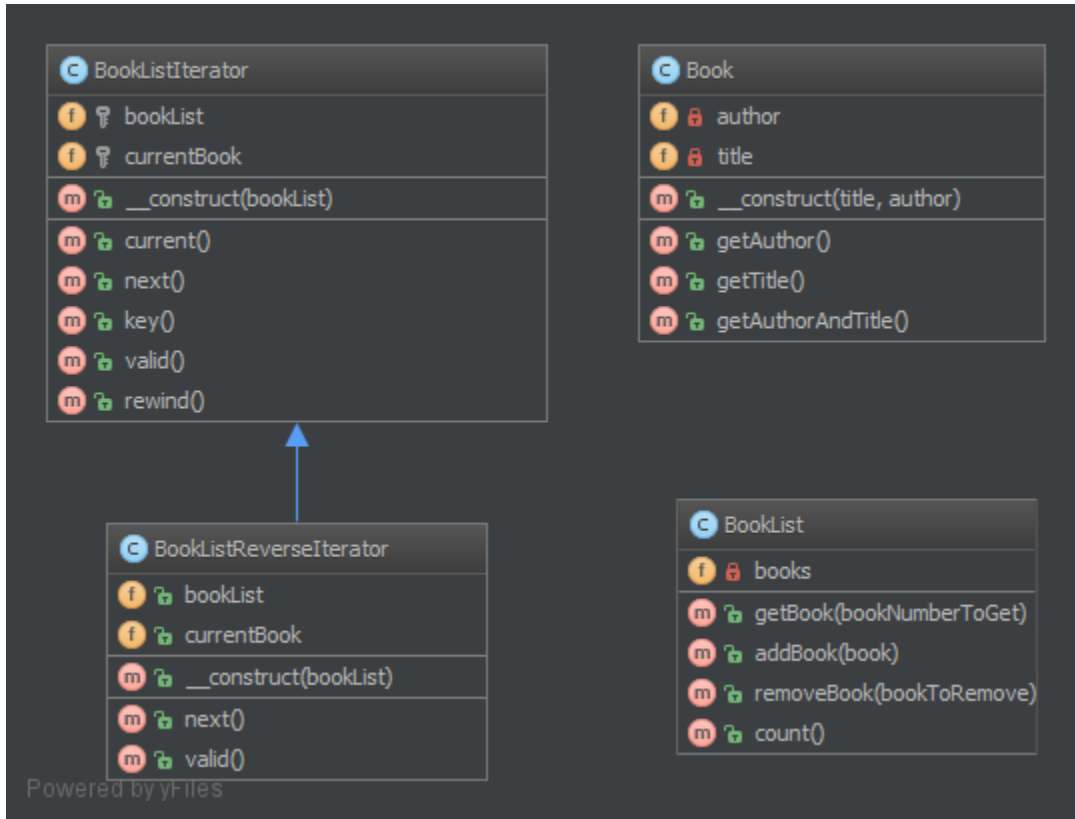 BookListIterator
bookList
currentBook
__construct(bookList)
current()
next()
key()
valid()
rewind()
Book
author
title
__construct(title, author)
getAuthor()
getTitle()
getAuthorAndTitle()
BookListReverseIterator
bookList
currentBook
__construct(bookList)
next()
valid()
BookList
books
getBook(bookNumberToGet)
addBook(book)
removeBook(bookToRemove)
count()
Powered by yFiles